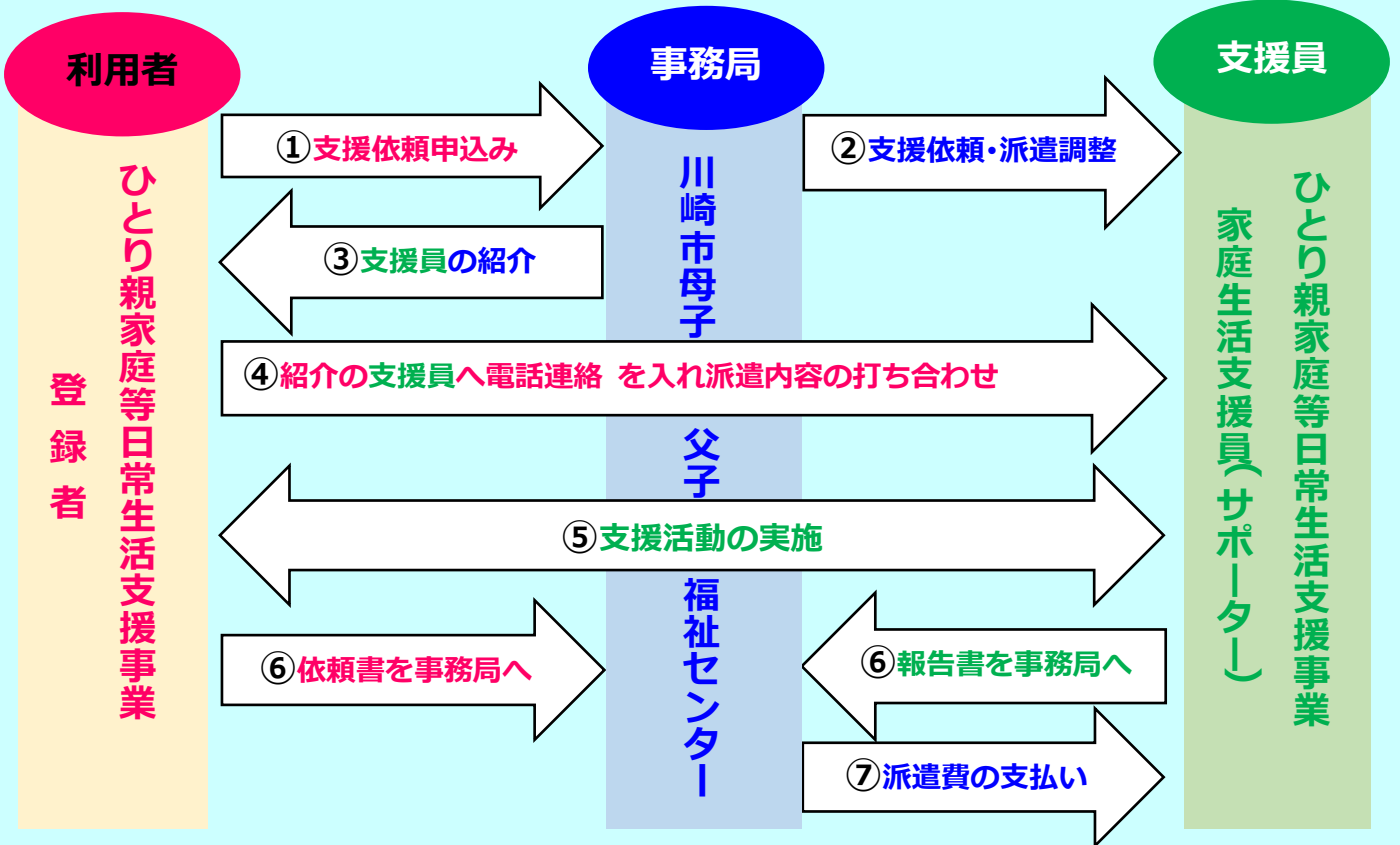 利用者
事務局
支援員
①支援依頼申込み
②支援依頼・派遣調整
③支援員の紹介
④紹介の支援員へ電話連絡 を入れ派遣内容の打ち合わせ
⑤支援活動の実施
⑥依頼書を事務局へ
⑥報告書を事務局へ
⑦派遣費の支払い
ひとり親家庭等日常生活支援事業
登録者
川崎市母子父子福祉センター
ひとり親家庭等日常生活支援事業
家庭生活支援員(サポーター)